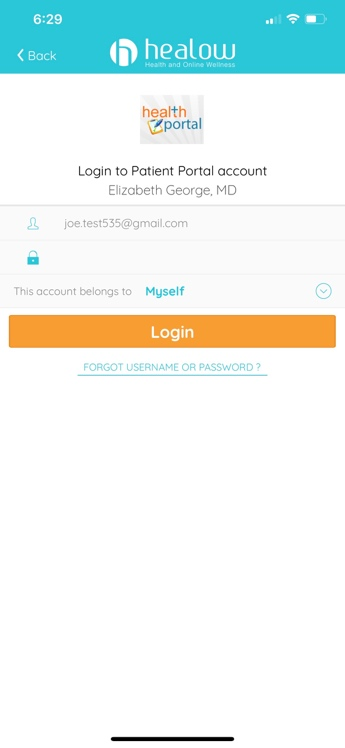 6:29
Back
healow
Health and Online Wellness
health
portal
Login to Patient Portal account
Elizabeth George, MD
joe.test535@gmail.com
This account belongs to Myself
Login
FORGOT USERNAME OR PASSWORD ?